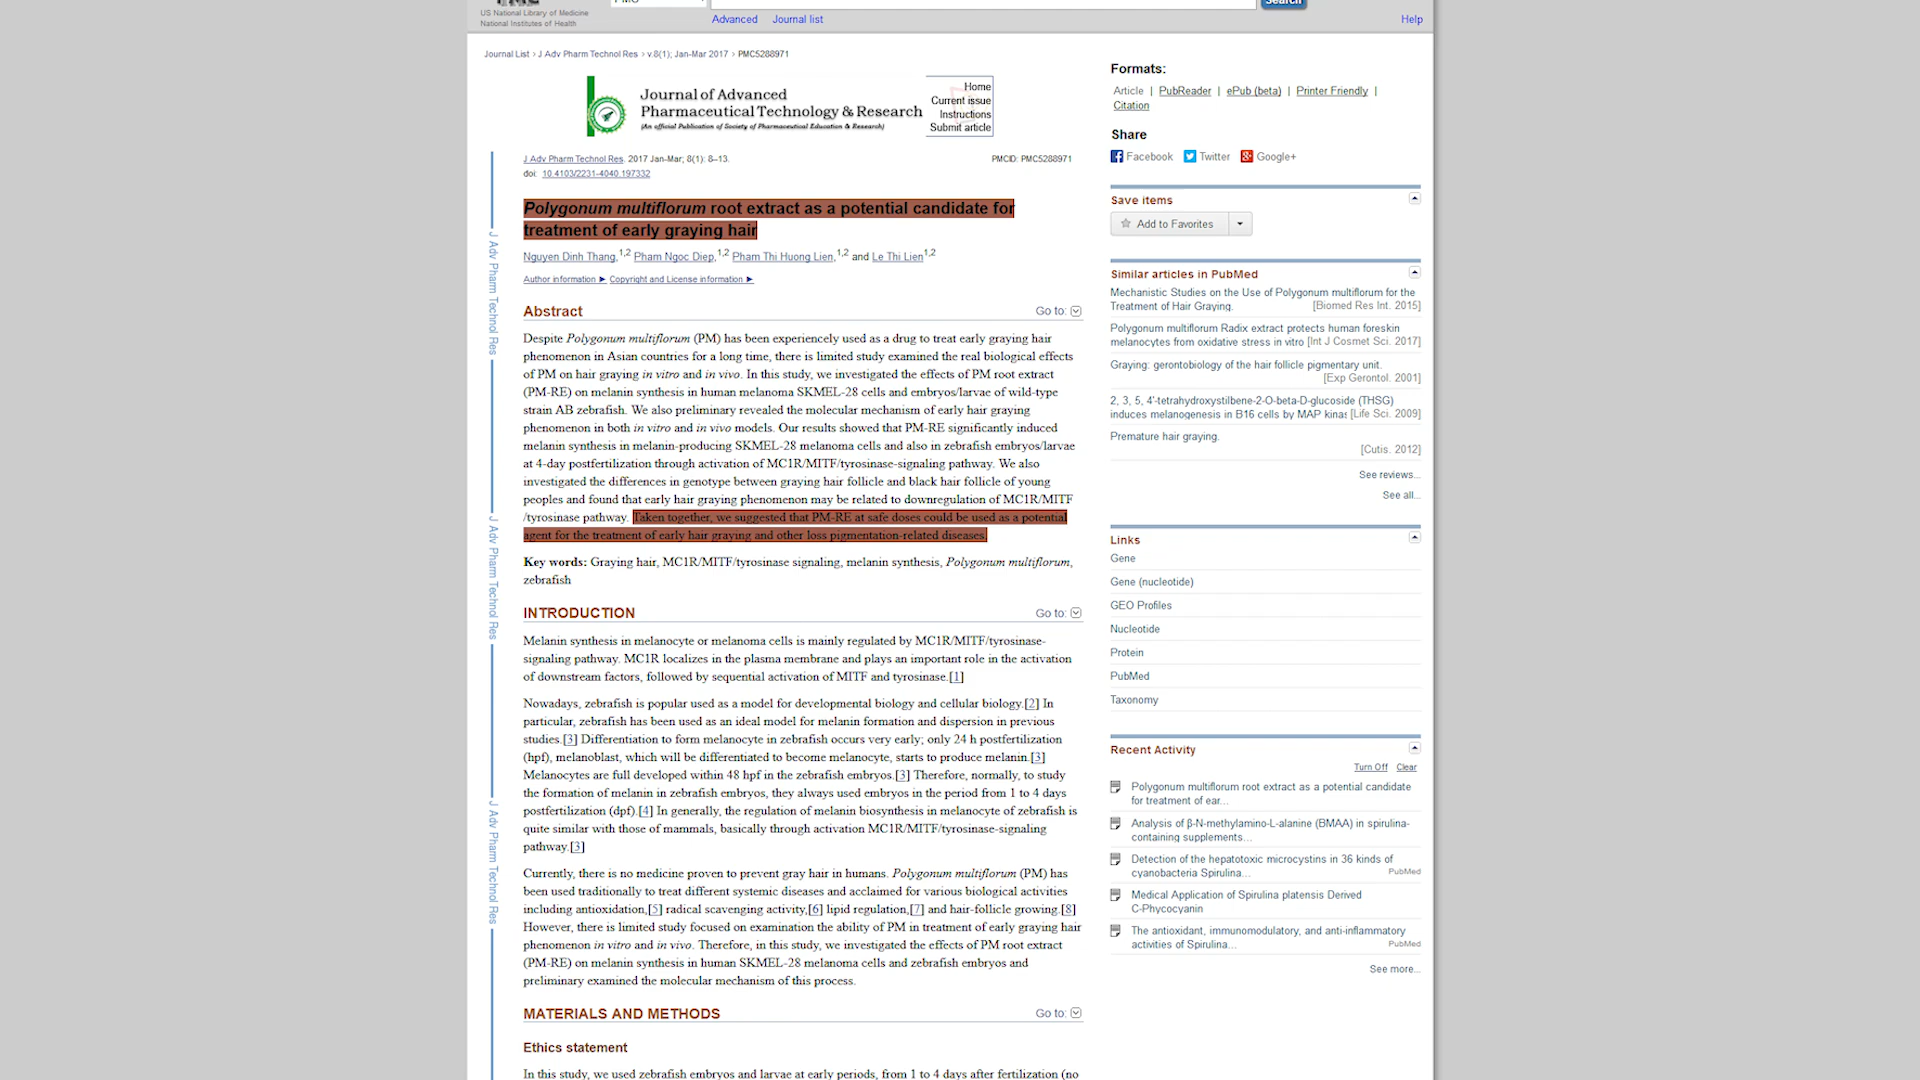 US National Library of Medicine
National Institutes of Health
Search
Advanced Journal list
Help
Journal List > J Adv Pharm Technol Res > v.8(1); Jan-Mar 2017 > PMC5288971
Journal of Advanced
Pharmaceutical Technology & Research
(An official Publication of Society of Pharmaceutical Education & Research)
Home
Current issue
Instructions
Submit article
J Adv Pharm Technol Res. 2017 Jan-Mar; 8(1): 8–13.
PMCID: PMC5288971
doi: 10.4103/2231-4040.197332
Polygonum multiflorum root extract as a potential candidate for
treatment of early graying hair
Nguyen Dinh Thang,1,2 Pham Ngoc Diep,1,2 Pham Thi Huong Lien,1,2 and Le Thi Lien1,2
Author information ► Copyright and License information ►
Abstract
Go to:
Despite Polygonum multiflorum (PM) has been experiencely used as a drug to treat early graying hair
phenomenon in Asian countries for a long time, there is limited study examined the real biological effects
of PM on hair graying in vitro and in vivo. In this study, we investigated the effects of PM root extract
(PM-RE) on melanin synthesis in human melanoma SKMEL-28 cells and embryos/larvae of wild-type
strain AB zebrafish. We also preliminary revealed the molecular mechanism of early hair graying
phenomenon in both in vitro and in vivo models. Our results showed that PM-RE significantly induced
melanin synthesis in melanin-producing SKMEL-28 melanoma cells and also in zebrafish embryos/larvae
at 4-day postfertilization through activation of MC1R/MITF/tyrosinase-signaling pathway. We also
investigated the differences in genotype between graying hair follicle and black hair follicle of young
peoples and found that early hair graying phenomenon may be related to downregulation of MC1R/MITF
/tyrosinase pathway. Taken together, we suggested that PM-RE at safe doses could be used as a potential
agent for the treatment of early hair graying and other loss pigmentation-related diseases.
Key words: Graying hair, MC1R/MITF/tyrosinase signaling, melanin synthesis, Polygonum multiflorum,
zebrafish
INTRODUCTION
Go to:
Melanin synthesis in melanocyte or melanoma cells is mainly regulated by MC1R/MITF/tyrosinase-
signaling pathway. MC1R localizes in the plasma membrane and plays an important role in the activation
of downstream factors, followed by sequential activation of MITF and tyrosinase.[1]
Nowadays, zebrafish is popular used as a model for developmental biology and cellular biology.[2] In
particular, zebrafish has been used as an ideal model for melanin formation and dispersion in previous
studies.[3] Differentiation to form melanocyte in zebrafish occurs very early; only 24 h postfertilization
(hpf), melanoblast, which will be differentiated to become melanocyte, starts to produce melanin.[3]
Melanocytes are full developed within 48 hpf in the zebrafish embryos.[3] Therefore, normally, to study
the formation of melanin in zebrafish embryos, they always used embryos in the period from 1 to 4 days
postfertilization (dpf).[4] In generally, the regulation of melanin biosynthesis in melanocyte of zebrafish is
quite similar with those of mammals, basically through activation MC1R/MITF/tyrosinase-signaling
pathway.[3]
Currently, there is no medicine proven to prevent gray hair in humans. Polygonum multiflorum (PM) has
been used traditionally to treat different systemic diseases and acclaimed for various biological activities
including antioxidation,[5] radical scavenging activity,[6] lipid regulation,[7] and hair-follicle growing.[8]
However, there is limited study focused on examination the ability of PM in treatment of early graying hair
phenomenon in vitro and in vivo. Therefore, in this study, we investigated the effects of PM root extract
(PM-RE) on melanin synthesis in human SKMEL-28 melanoma cells and zebrafish embryos and
preliminary examined the molecular mechanism of this process.
MATERIALS AND METHODS
Go to:
Ethics statement
In this study, we used zebrafish embryos and larvae at early periods, from 1 to 4 days after fertilization (no
J Adv Pharm Technol Res
J Adv Pharm Technol Res
J Adv Pharm Technol Res
Formats:
Article | PubReader | ePub (beta) | Printer Friendly |
Citation
Share
Facebook Twitter Google+
Save items
Add to Favorites
Similar articles in PubMed
Mechanistic Studies on the Use of Polygonum multiflorum for the
Treatment of Hair Graying. [Biomed Res Int. 2015]
Polygonum multiflorum Radix extract protects human foreskin
melanocytes from oxidative stress in vitro [Int J Cosmet Sci. 2017]
Graying: gerontobiology of the hair follicle pigmentary unit.
[Exp Gerontol. 2001]
2, 3, 5, 4'-tetrahydroxystilbene-2-O-beta-D-glucoside (THSG)
induces melanogenesis in B16 cells by MAP kinas [Life Sci. 2009]
Premature hair graying.
[Cutis. 2012]
See reviews...
See all...
Links
Gene
Gene (nucleotide)
GEO Profiles
Nucleotide
Protein
PubMed
Taxonomy
Recent Activity
Turn Off Clear
Polygonum multiflorum root extract as a potential candidate
for treatment of ear...
Analysis of β-N-methylamino-L-alanine (BMAA) in spirulina-
containing supplements...
Detection of the hepatotoxic microcystins in 36 kinds of
cyanobacteria Spirulina...
PubMed
Medical Application of Spirulina platensis Derived
C-Phycocyanin
The antioxidant, immunomodulatory, and anti-inflammatory
activities of Spirulina...
PubMed
See more...